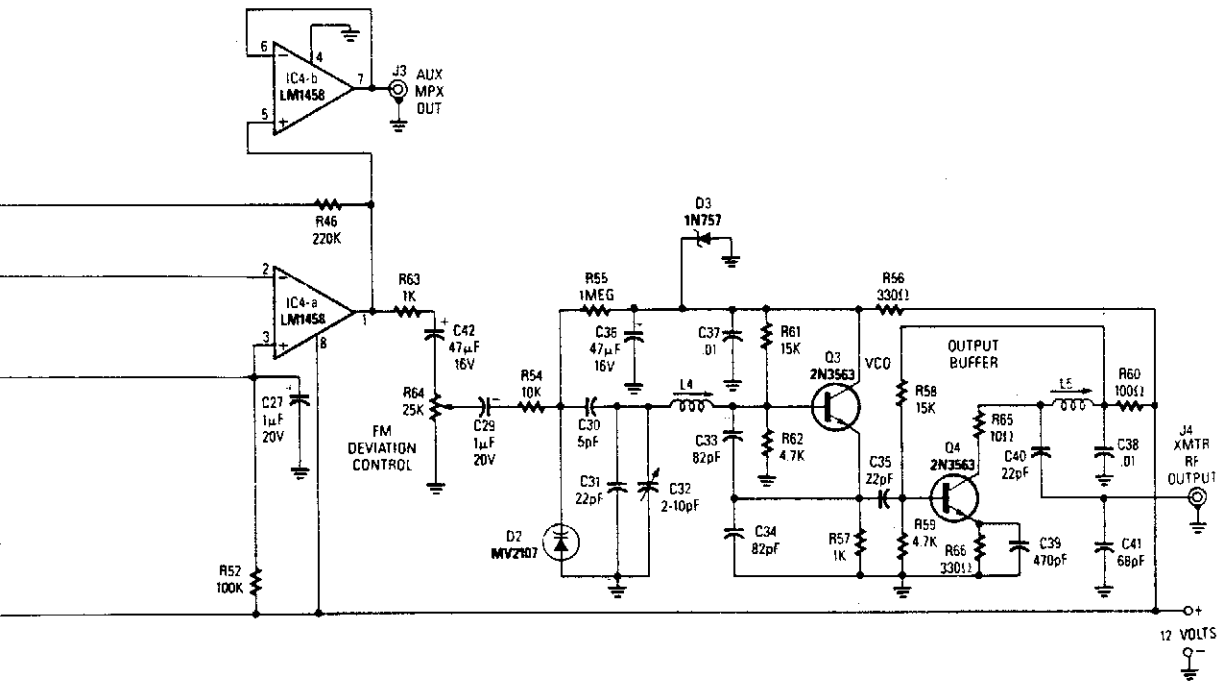 6
4
IC4-b
LM1458
7
5
J3
AUX
MPX
OUT
R46
220K
2
IC4-a
LM1458
1
3
8
R63
1K
C42
47µF
16V
C27
1µF
20V
R64
25K
FM
DEVIATION
CONTROL
C29
1µF
20V
R54
10K
R52
100K
D3
1N757
R55
1MEG
C36
47µF
16V
C37
.01
R61
15K
R56
330Ω
Q3
2N3563
VCO
C30
5pF
L4
C33
82pF
R62
4.7K
C31
22pF
C32
2-10pF
D2
MV2107
C34
82pF
R57
1K
C35
22pF
R58
15K
OUTPUT
BUFFER
R59
4.7K
Q4
2N3563
R65
10Ω
L5
R60
100Ω
C40
22pF
C38
.01
J4
XMTR
RF
OUTPUT
R66
330Ω
C39
470pF
C41
68pF
+
12 VOLTS
−